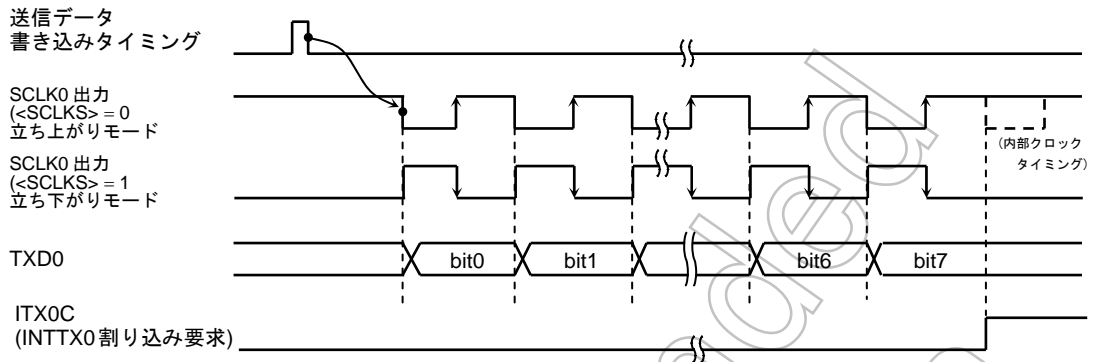 送信データ
書き込みタイミング
SCLK0 出力
(<SCLKS> = 0
立ち上がりモード
(内部クロック
タイミング)
SCLK0 出力
(<SCLKS> = 1
立ち下がりモード
TXD0
bit0
bit1
bit6
bit7
ITX0C
(INTTX0 割り込み要求)